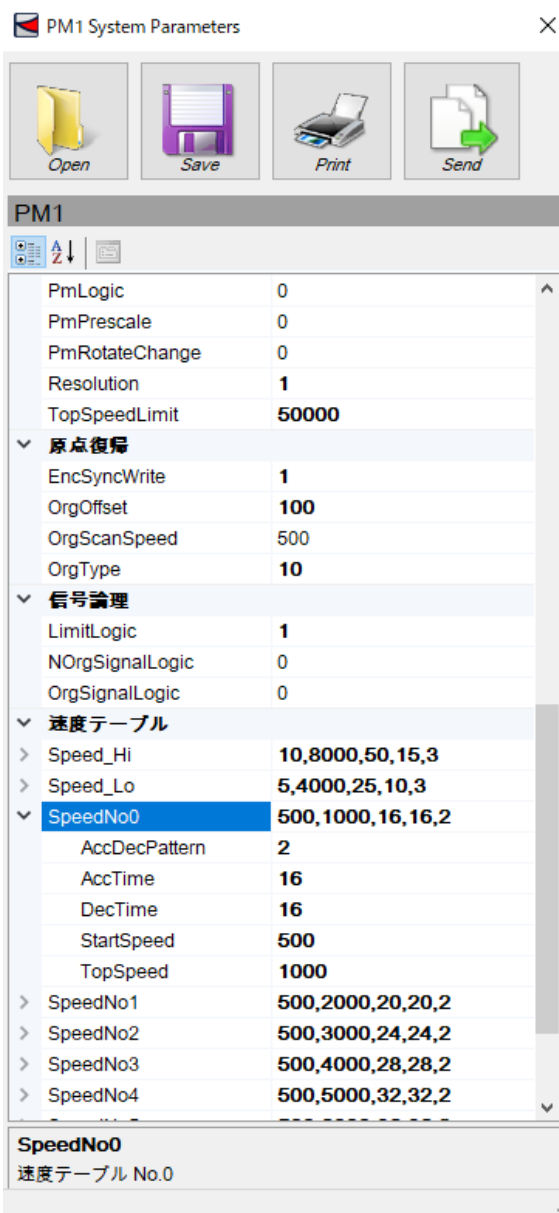 PM1 System Parameters
Open Save Print Send
PM1
PmLogic 0
PmPrescale 0
PmRotateChange 0
Resolution 1
TopSpeedLimit 50000
原点復帰
EncSyncWrite 1
OrgOffset 100
OrgScanSpeed 500
OrgType 10
信号論理
LimitLogic 1
NOrgSignalLogic 0
OrgSignalLogic 0
速度テーブル
Speed_Hi 10,8000,50,15,3
Speed_Lo 5,4000,25,10,3
SpeedNo0 500,1000,16,16,2
AccDecPattern 2
AccTime 16
DecTime 16
StartSpeed 500
TopSpeed 1000
SpeedNo1 500,2000,20,20,2
SpeedNo2 500,3000,24,24,2
SpeedNo3 500,4000,28,28,2
SpeedNo4 500,5000,32,32,2
SpeedNo0
速度テーブル No.0